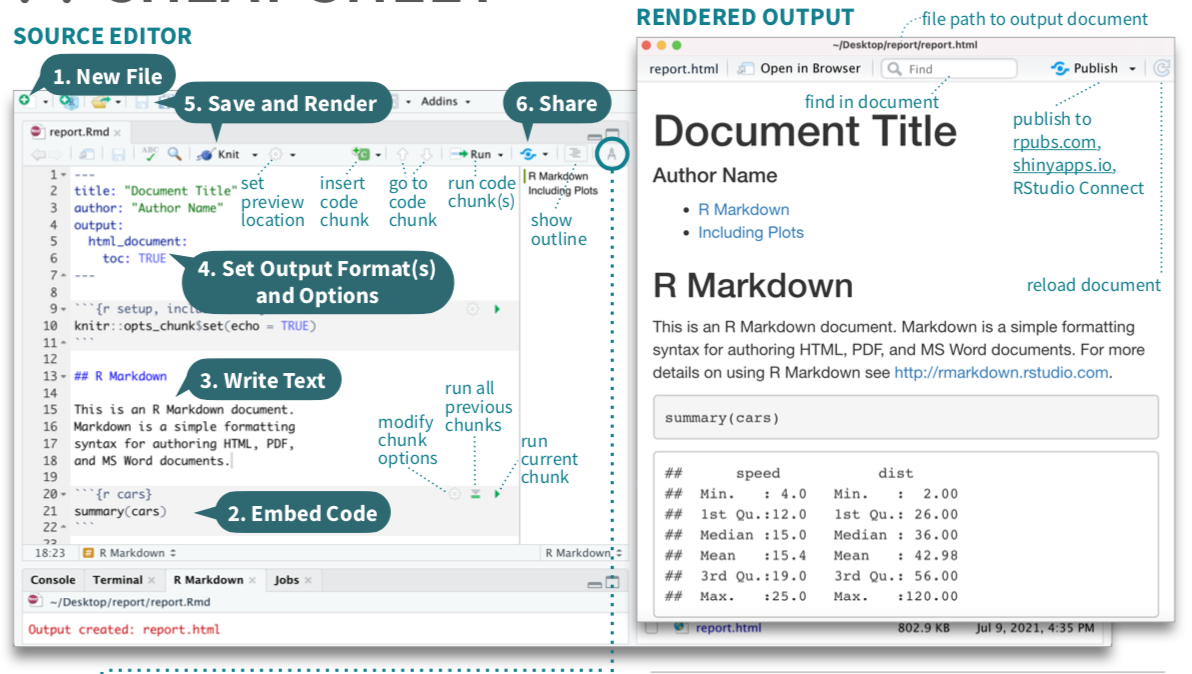 CHEAT SHEET
SOURCE EDITOR
1. New File
5. Save and Render
6. Share
Addins
report.Rmd
ABC
Knit
Run
set
preview
location
insert
code
chunk
go to
code
chunk
run code
chunk(s)
show
outline
R Markdown
Including Plots
1 ---
2 title: "Document Title"
3 author: "Author Name"
4 output:
5 html_document:
6 toc: TRUE
7 ---
4. Set Output Format(s)
and Options
8
9 ```{r setup,
10 knitr::opts_chunk$set(echo = TRUE)
11 ```
12
13 ## R Markdown
3. Write Text
14
15 This is an R Markdown document.
16 Markdown is a simple formatting
17 syntax for authoring HTML, PDF,
18 and MS Word documents.
19
20 ```{r cars}
21 summary(cars)
22 ```
23
2. Embed Code
modify
chunk
options
run all
previous
chunks
run
current
chunk
18:23 # R Markdown
R Markdown
Console Terminal R Markdown Jobs
~/Desktop/report/report.Rmd
Output created: report.html
RENDERED OUTPUT
file path to output document
~/Desktop/report/report.html
report.html Open in Browser Find Publish
find in document
publish to
rpubs.com,
shinyapps.io,
RStudio Connect
reload document
Document Title
Author Name
• R Markdown
• Including Plots
R Markdown
This is an R Markdown document. Markdown is a simple formatting
syntax for authoring HTML, PDF, and MS Word documents. For more
details on using R Markdown see http://rmarkdown.rstudio.com.
summary(cars)
## speed dist
## Min. : 4.0 Min. : 2.00
## 1st Qu.:12.0 1st Qu.: 26.00
## Median :15.0 Median : 36.00
## Mean :15.4 Mean : 42.98
## 3rd Qu.:19.0 3rd Qu.: 56.00
## Max. :25.0 Max. :120.00
report.html 802.9 KB Jul 9, 2021, 4:35 PM